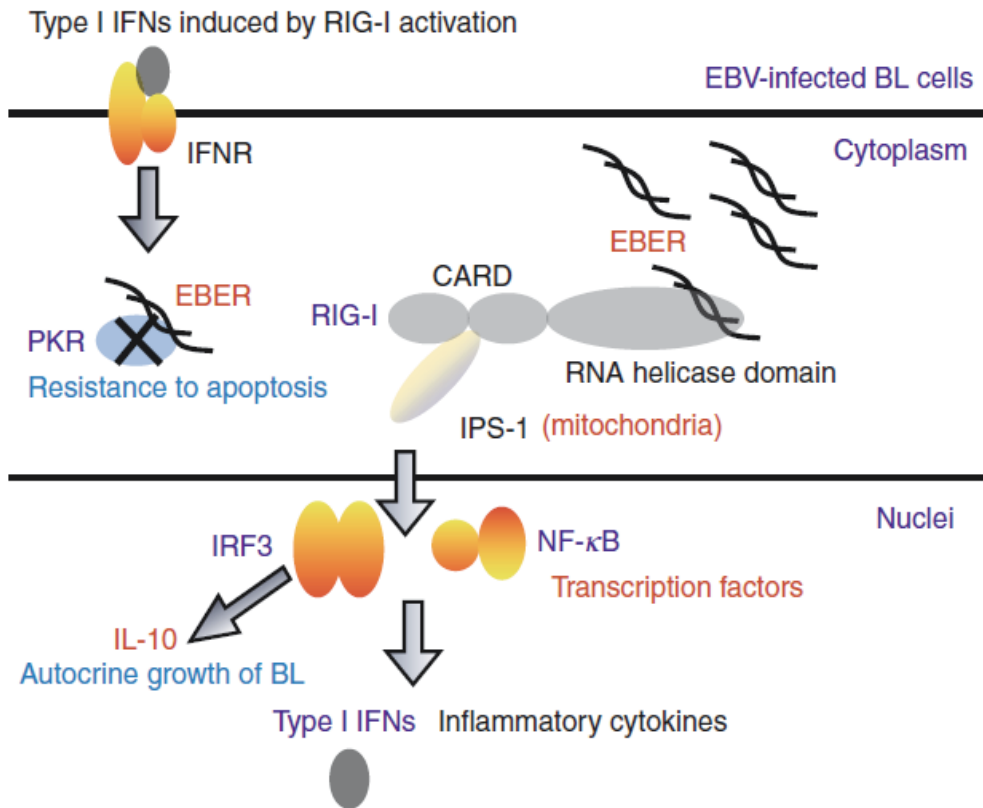 Type I IFNs induced by RIG-I activation
EBV-infected BL cells
IFNR
Cytoplasm
EBER
CARD
EBER
RIG-I
PKR
RNA helicase domain
Resistance to apoptosis
IPS-1 (mitochondria)
Nuclei
IRF3
NF-κB
Transcription factors
IL-10
Autocrine growth of BL
Type I IFNs Inflammatory cytokines